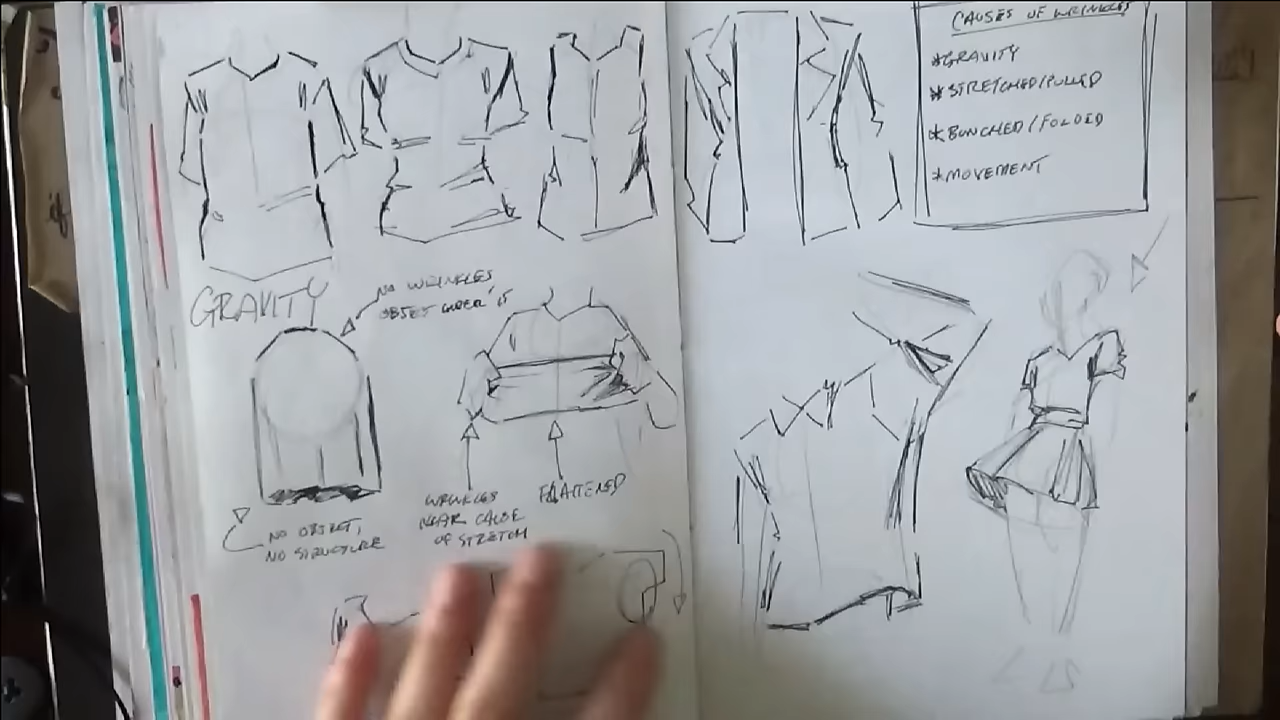 CAUSES OF WRINKLES
*GRAVITY
*STRETCHED/PULLED
*BUNCHED/FOLDED
*MOVEMENT
GRAVITY
NO WRINKLES
OBJECT UNDER IT
NO OBJECT,
NO STRUCTURE
WRINKLES
NEAR CAUSE
OF STRETCH
FLATTENED